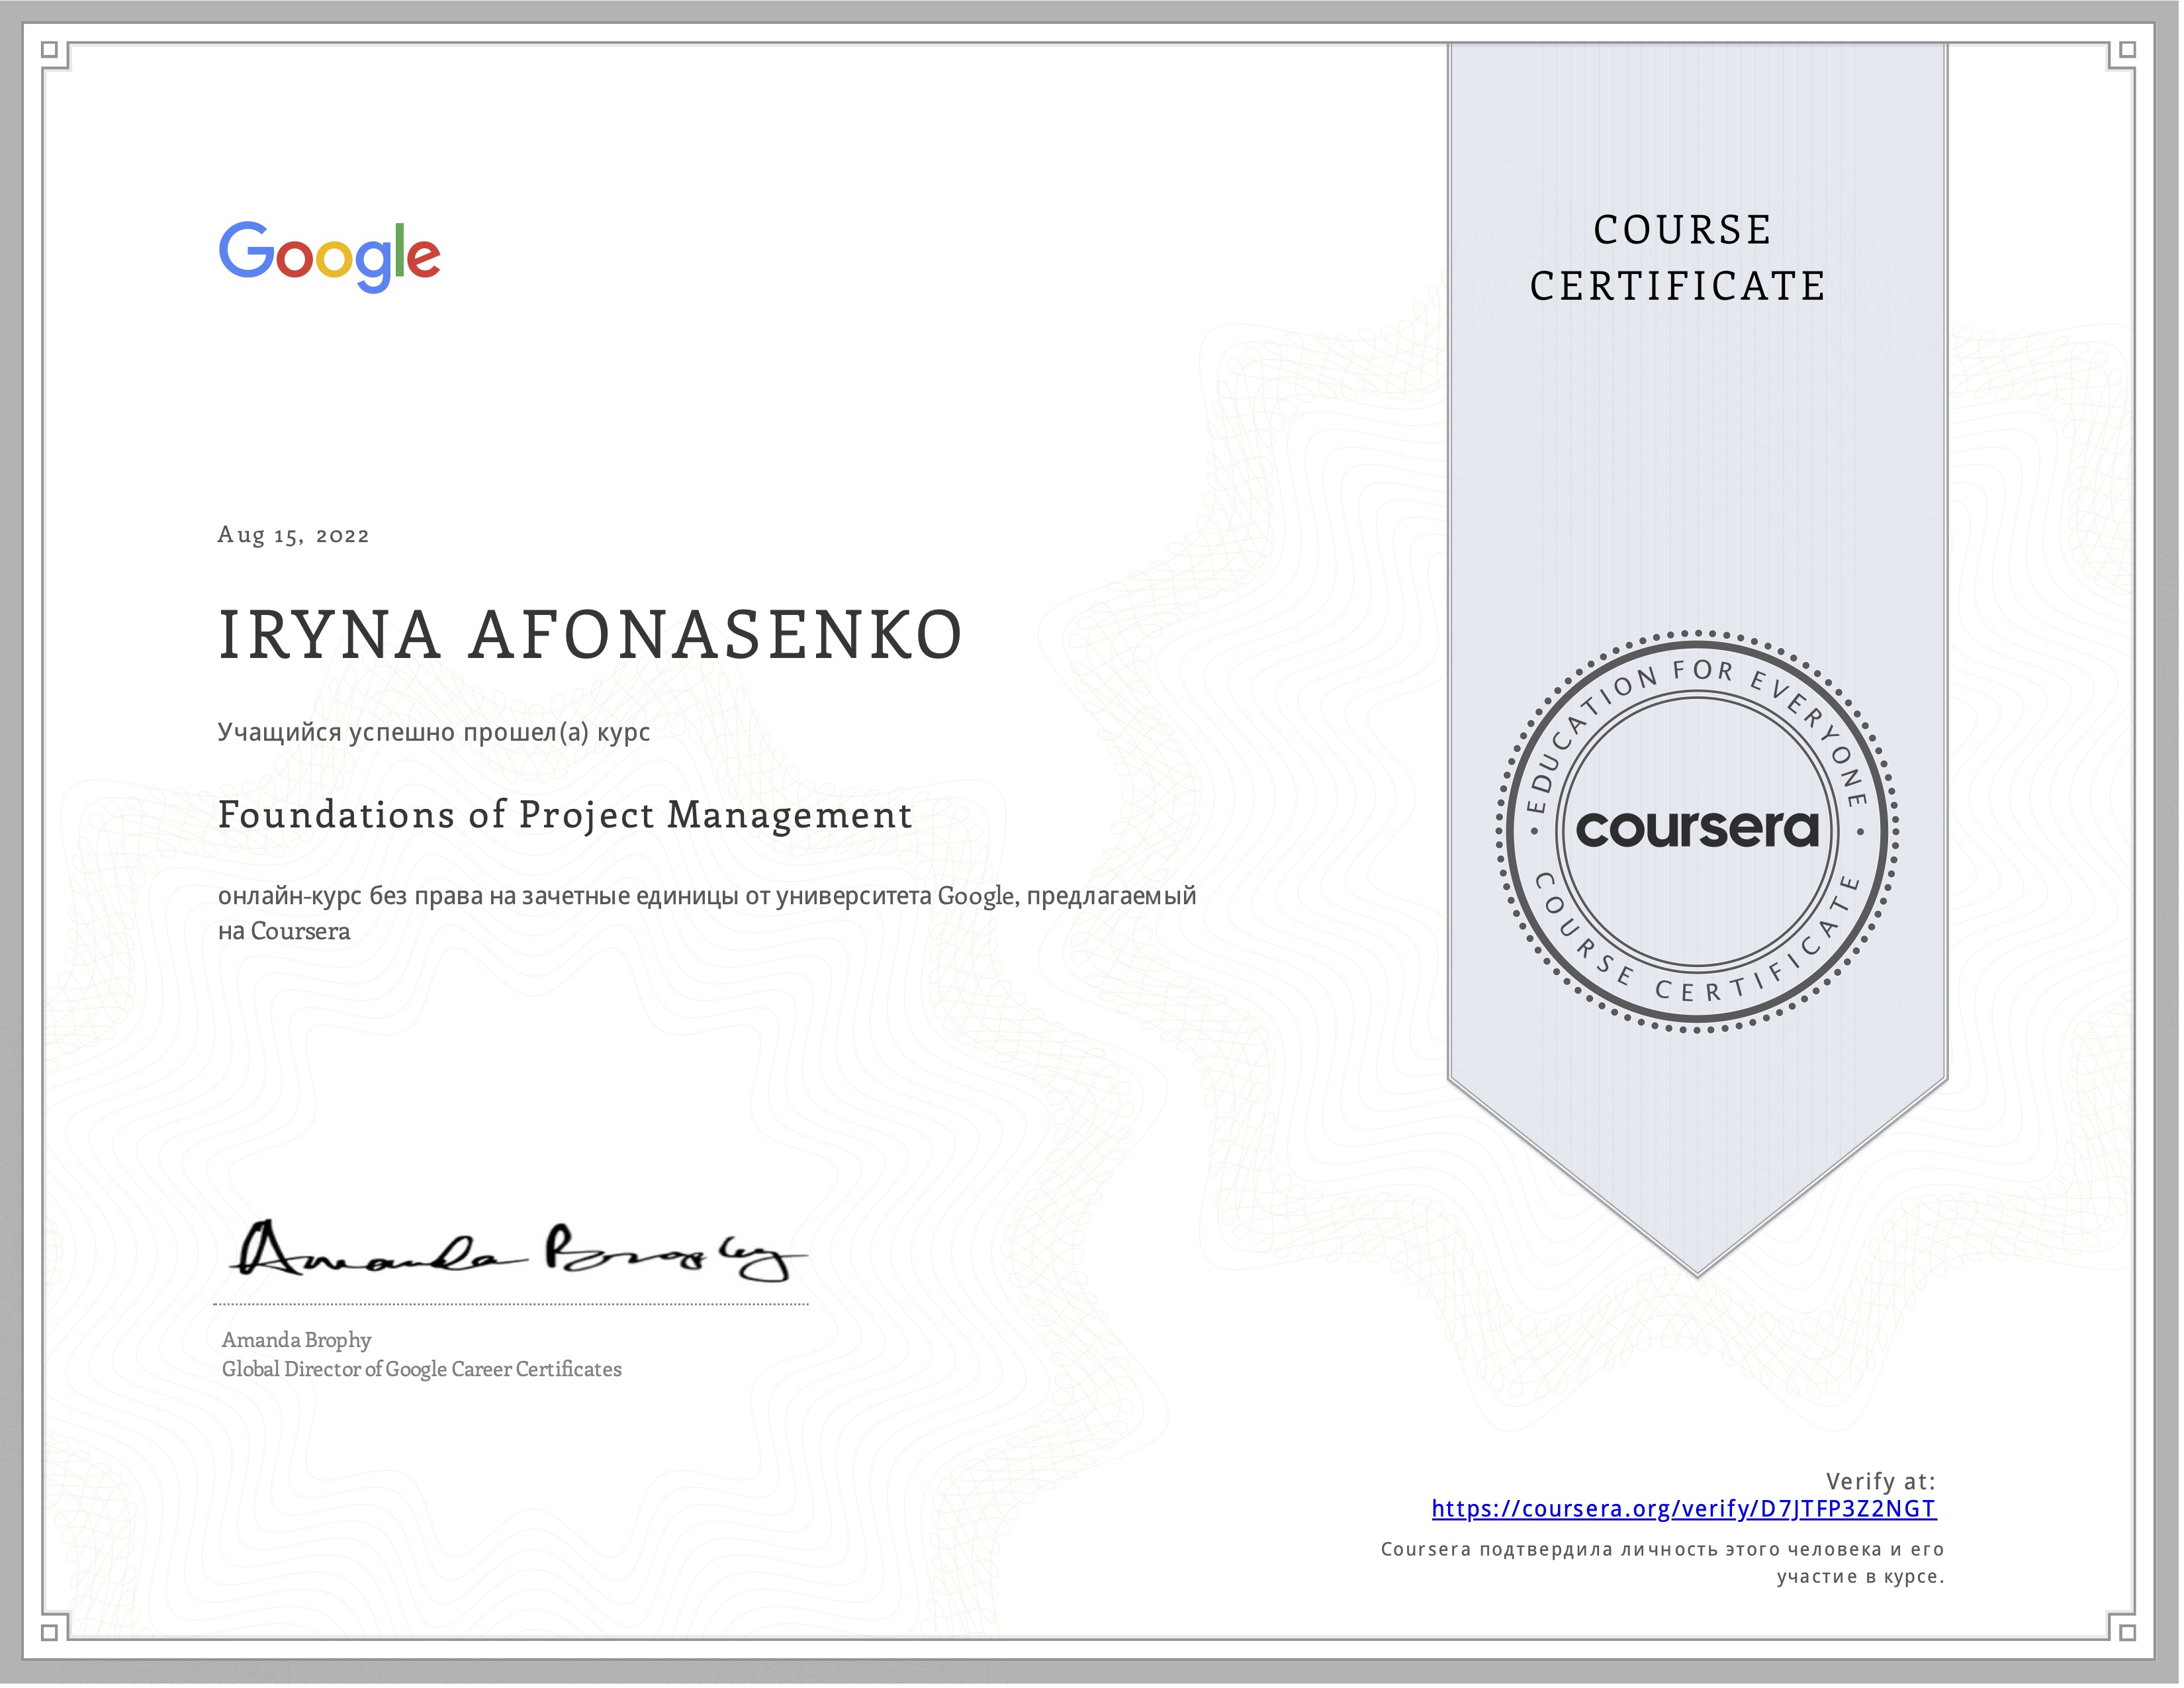 Google
COURSE
CERTIFICATE
Aug 15, 2022
IRYNA AFONASENKO
Учащийся успешно прошел(а) курс
Foundations of Project Management
онлайн-курс без права на зачетные единицы от университета Google, предлагаемый
на Coursera
EDUCATION FOR EVERYONE
coursera
COURSE CERTIFICATE
Amanda Brophy
Amanda Brophy
Global Director of Google Career Certificates
Verify at:
https://coursera.org/verify/D7JTFP3Z2NGT
Coursera подтвердила личность этого человека и его
участие в курсе.